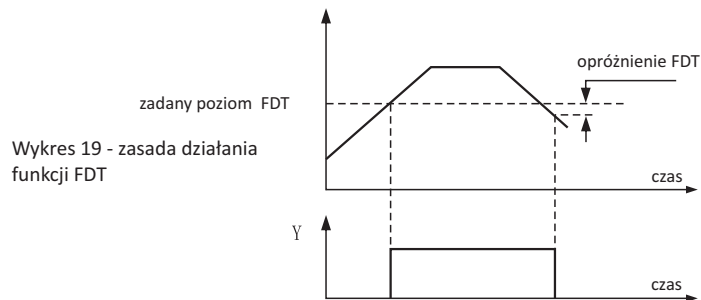 opróżnienie FDT
zadany poziom FDT
Wykres 19 - zasada działania
funkcji FDT
czas
Y
czas